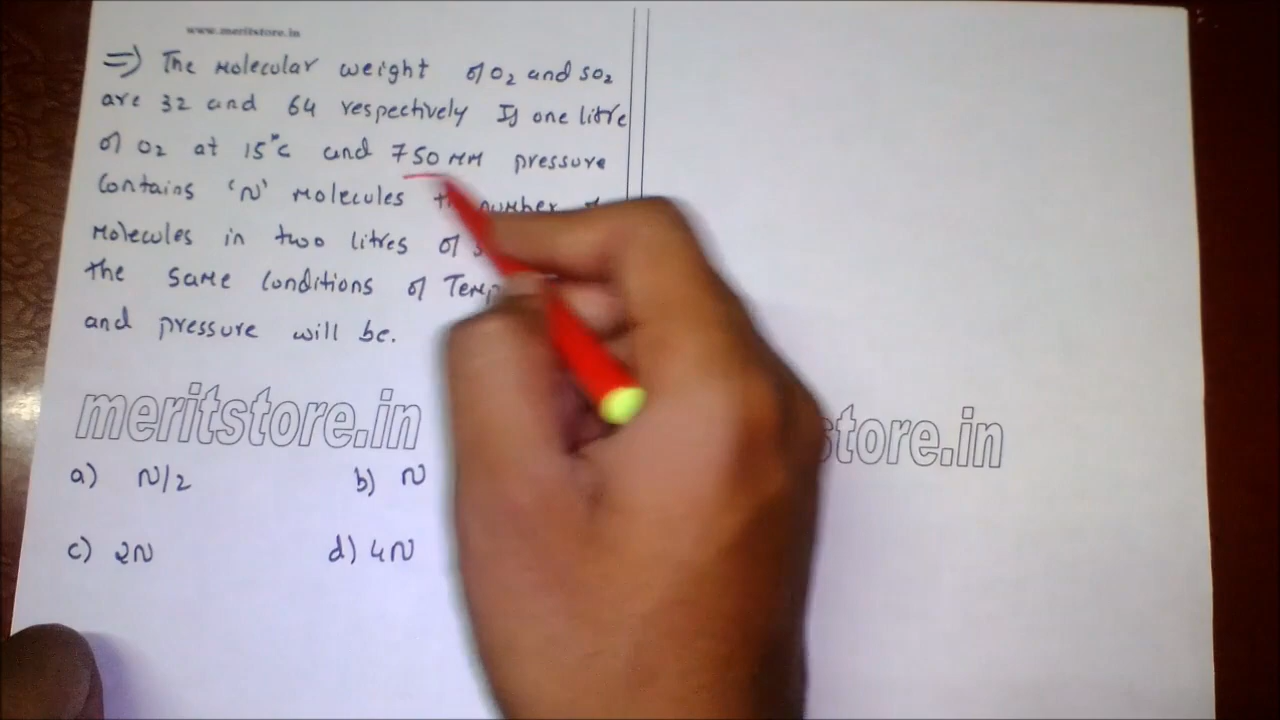 www.meritstore.in
=) The Molecular weight of O2 and SO2
are 32 and 64 respectively If one litre
of O2 at 15°C and 750 MM pressure
Contains 'N' Molecules number
Molecules in two litres of
the same Conditions of
and pressure will be.
meritstore.in
store.in
a) N/2 b) N
c) 2N d) 4N